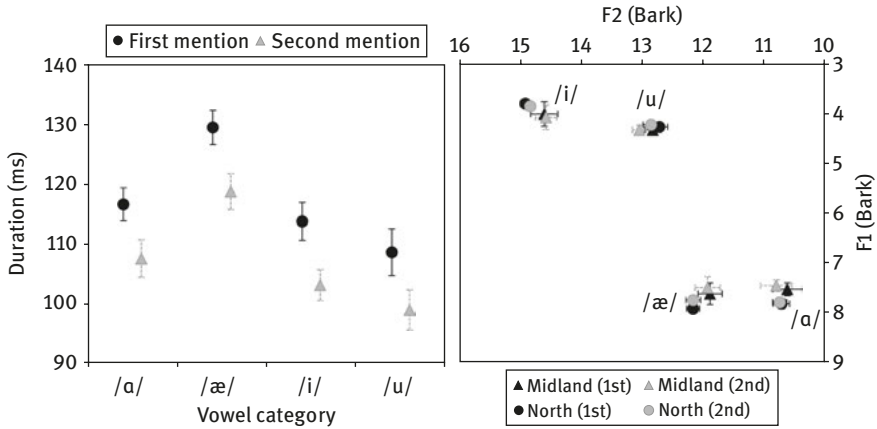 ● First mention ▲ Second mention
140
130
120
110
100
90
Duration (ms)
/ɑ/ /æ/ /i/ /u/
Vowel category
F2 (Bark)
16 15 14 13 12 11 10
3
4
5
6
7
8
9
F1 (Bark)
/i/
/u/
/æ/
/ɑ/
▲ Midland (1st) ▲ Midland (2nd)
● North (1st) ● North (2nd)